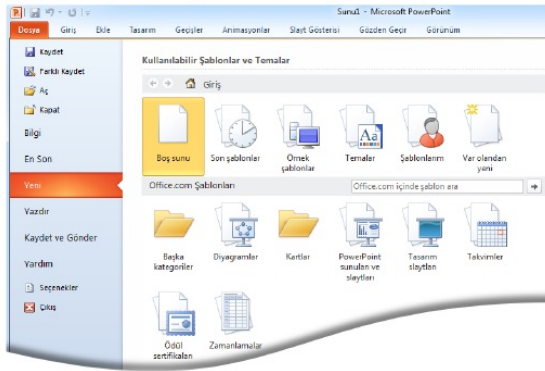 Sunu1 - Microsoft PowerPoint
Dosya Giriş Ekle Tasarım Geçişler Animasyonlar Slayt Gösterisi Gözden Geçir Görünüm
Kaydet
Farklı Kaydet
Aç
Kapat
Bilgi
En Son
Yeni
Yazdır
Kaydet ve Gönder
Yardım
Seçenekler
Çıkış
Kullanılabilir Şablonlar ve Temalar
Giriş
Boş sunu
Son şablonlar
Örnek
şablonlar
Temalar
Şablonlarım
Var olandan
yeni
Office.com Şablonları
Office.com içinde şablon ara
Başka
kategoriler
Diyagramlar
Kartlar
PowerPoint
sunuları ve
slaytları
Tasarım
slaytları
Takvimler
Ödül
sertifikaları
Zamanlamalar